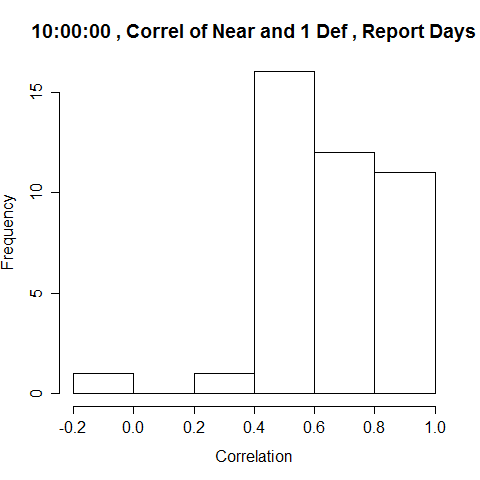 10:00:00 , Correl of Near and 1 Def , Report Days
15
10
5
0
Frequency
-0.2 0.0 0.2 0.4 0.6 0.8 1.0
Correlation